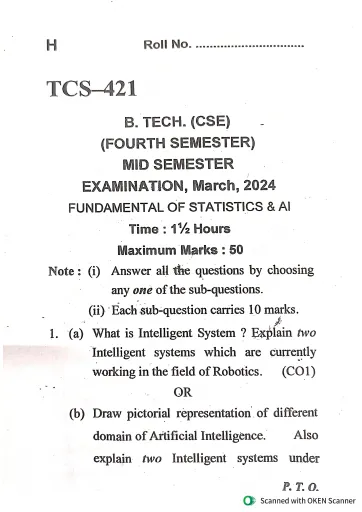 H Roll No. ...............................
TCS–421
B. TECH. (CSE)
(FOURTH SEMESTER)
MID SEMESTER
EXAMINATION, March, 2024
FUNDAMENTAL OF STATISTICS & AI
Time : 1½ Hours
Maximum Marks : 50
Note : (i) Answer all the questions by choosing
any one of the sub-questions.
(ii) Each sub-question carries 10 marks.
1. (a) What is Intelligent System ? Explain two
Intelligent systems which are currently
working in the field of Robotics. (CO1)
OR
(b) Draw pictorial representation of different
domain of Artificial Intelligence. Also
explain two Intelligent systems under
P. T. O.
Scanned with OKEN Scanner